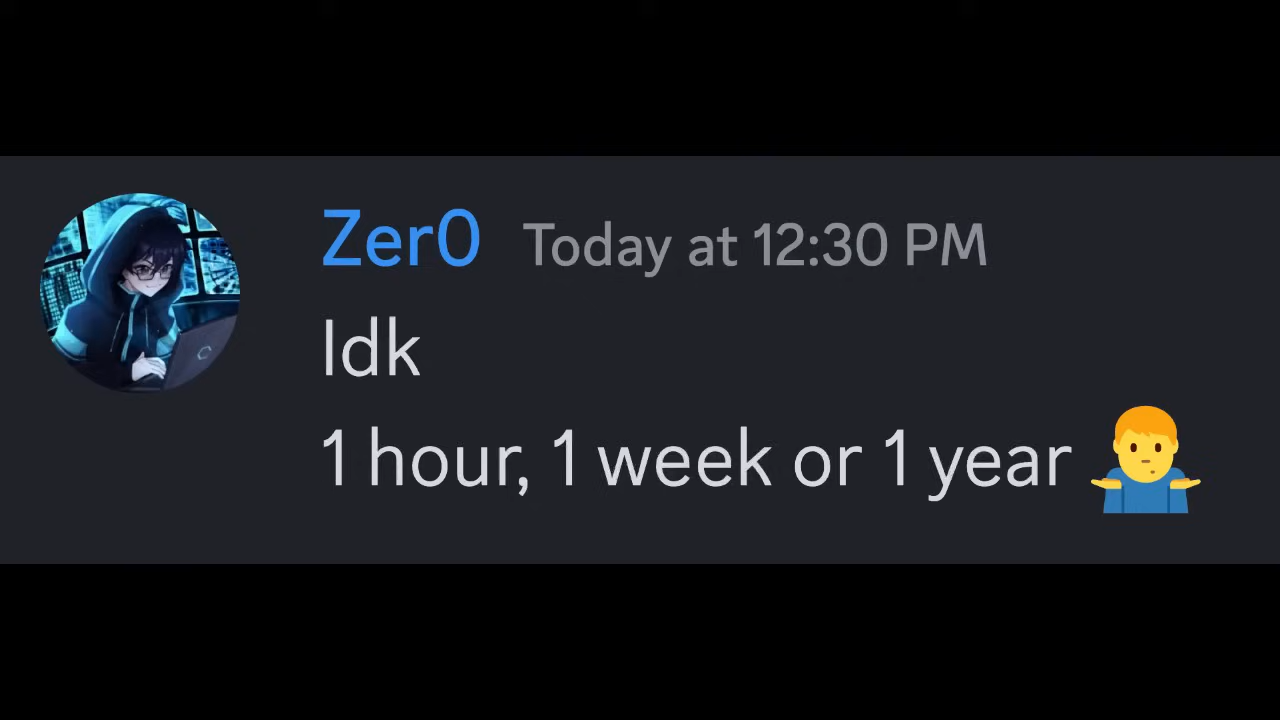 Zer0 Today at 12:30 PM
Idk
1 hour, 1 week or 1 year 🤷‍♂️